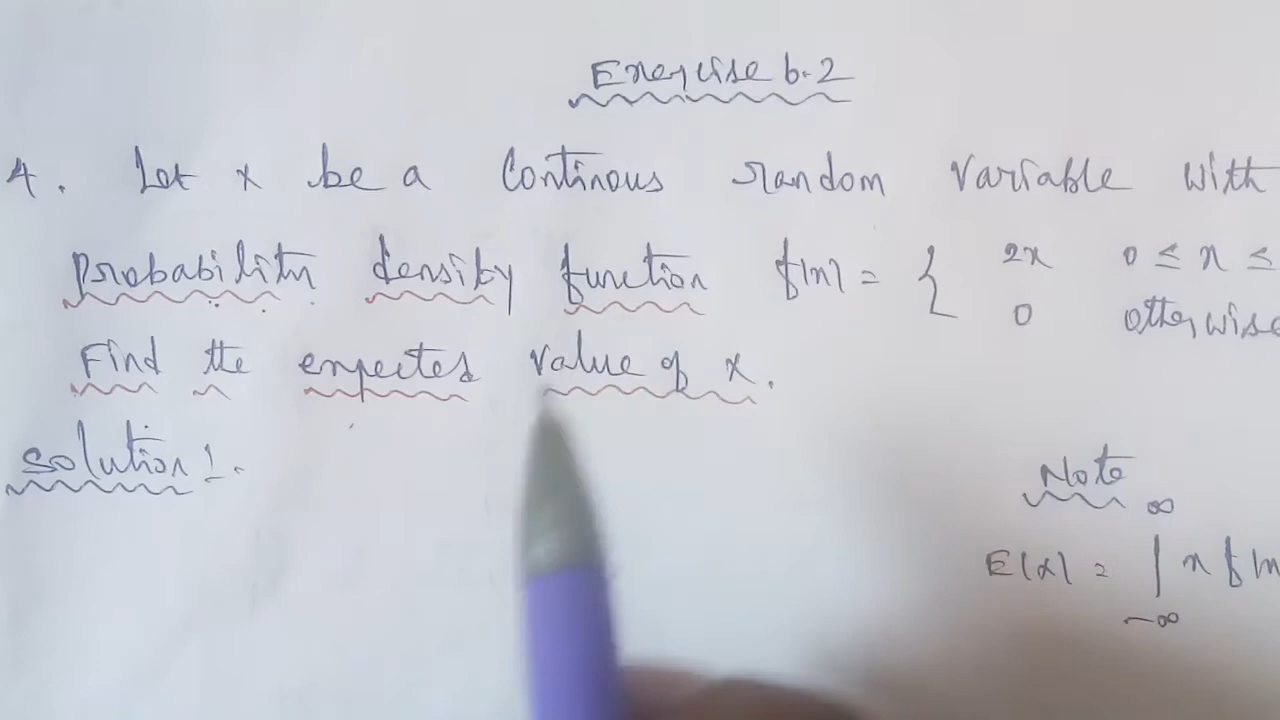 Exercise 6.2
4. Let x be a Continous random variable with
probability density function f(x) = { 2x 0 ≤ x ≤
0 otherwise
Find the expected value of x.
Solution:-
Note
E(x) = ∫ x f(x
∞
-∞